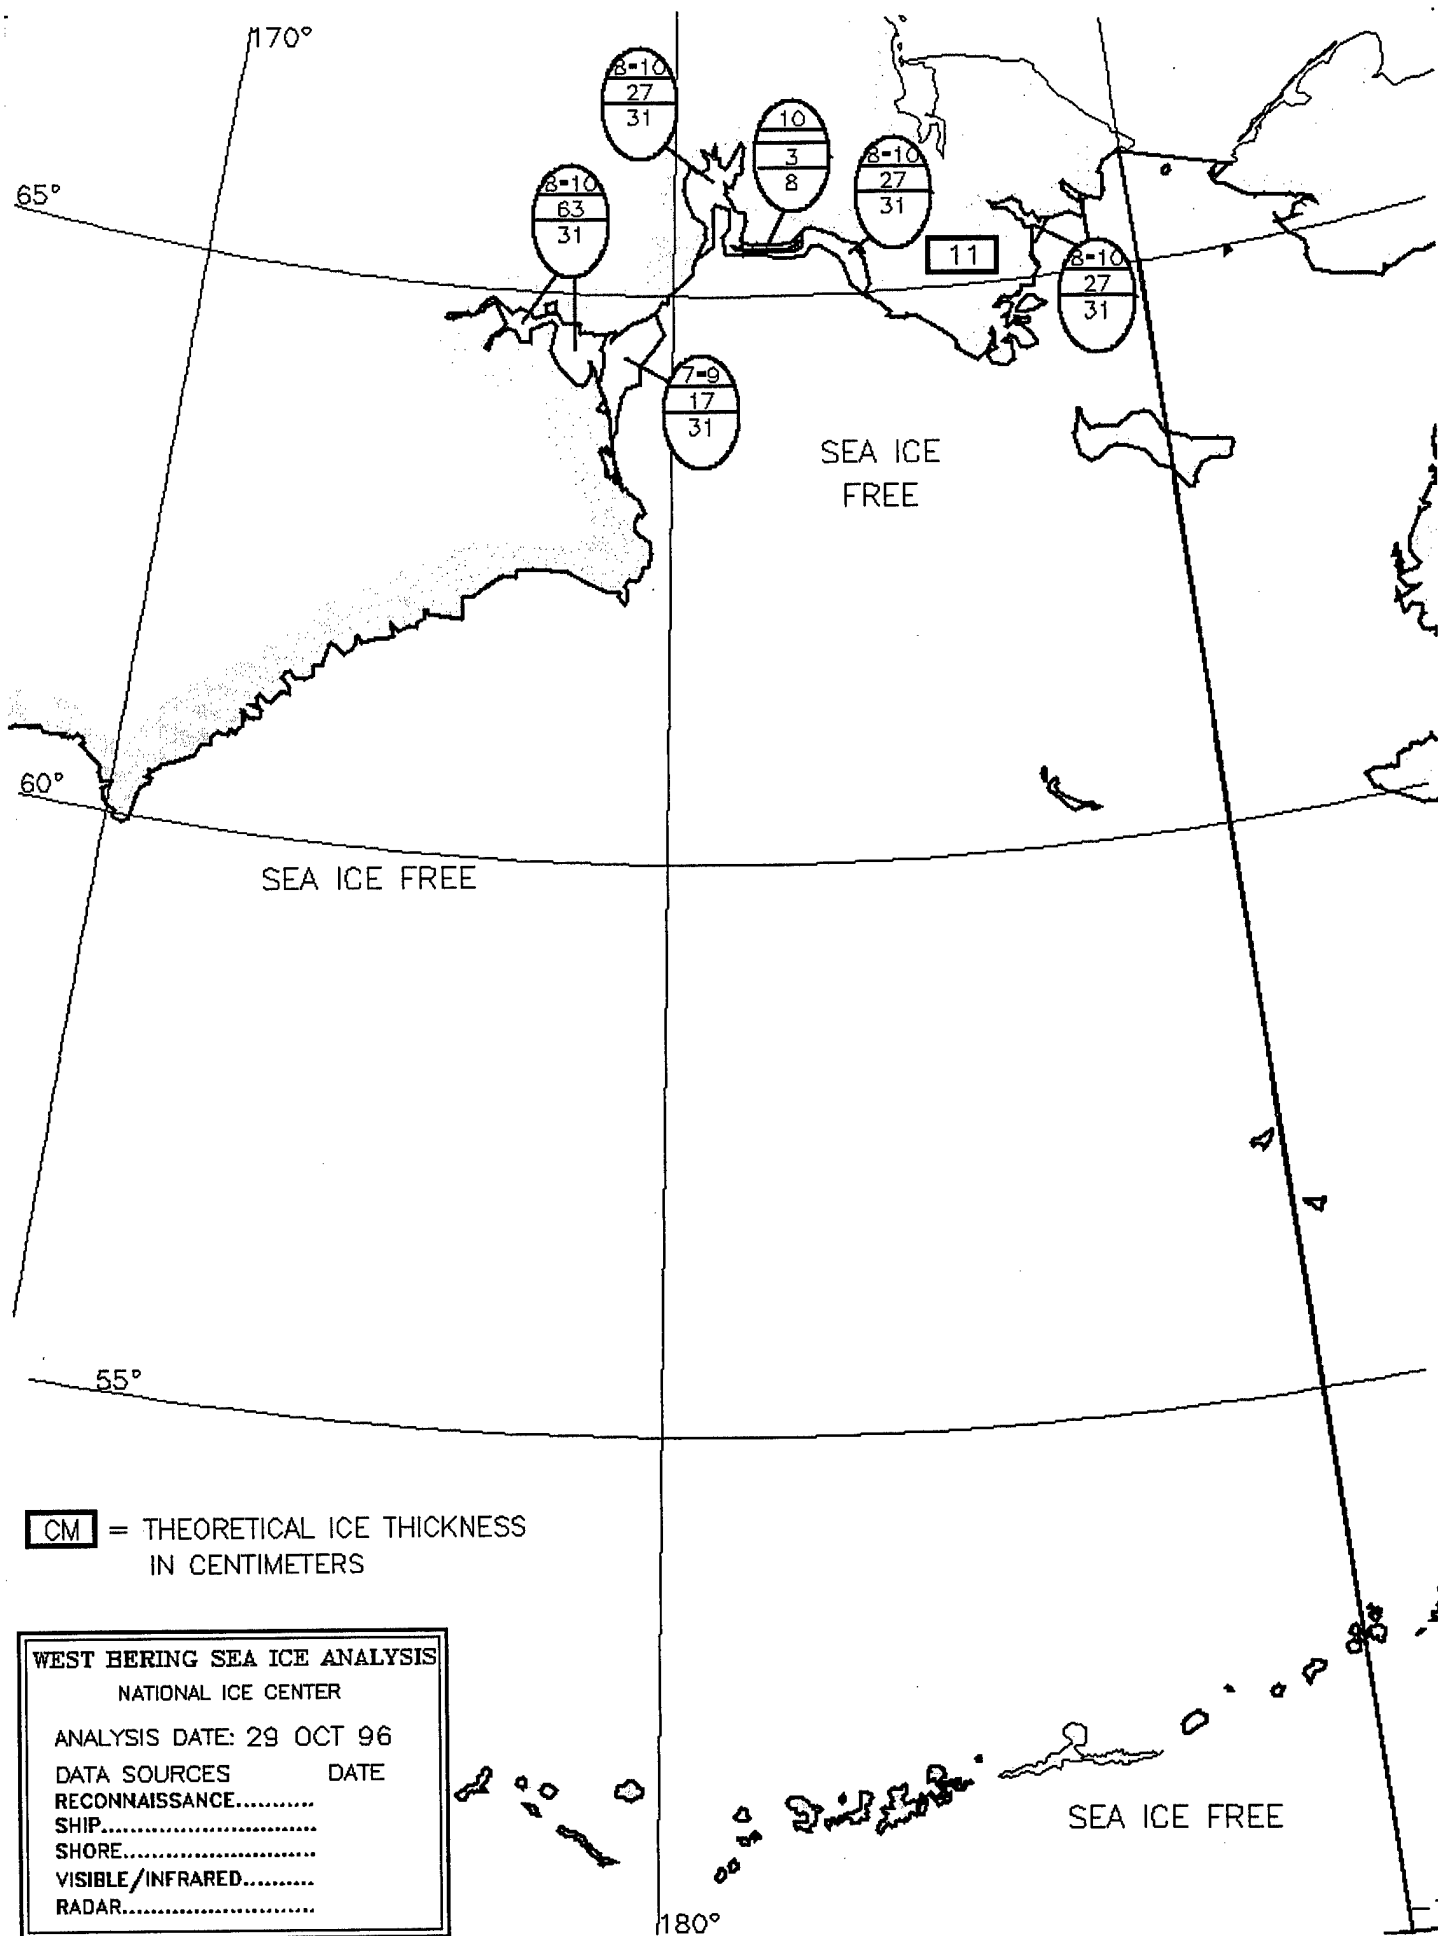 170°
8-10
27
31
10
3
8
8-10
27
31
65°
8-10
63
31
11
8-10
27
31
7-9
17
31
SEA ICE
FREE
60°
SEA ICE FREE
55°
CM = THEORETICAL ICE THICKNESS
IN CENTIMETERS
WEST BERING SEA ICE ANALYSIS
NATIONAL ICE CENTER
ANALYSIS DATE: 29 OCT 96
DATA SOURCES DATE
RECONNAISSANCE...........
SHIP..............................
SHORE...........................
VISIBLE/INFRARED..........
RADAR...........................
SEA ICE FREE
180°